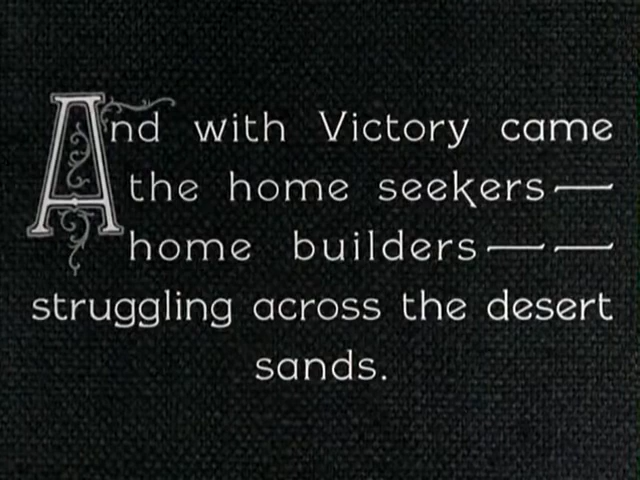 And with Victory came
the home seekers—
home builders— —
struggling across the desert
sands.